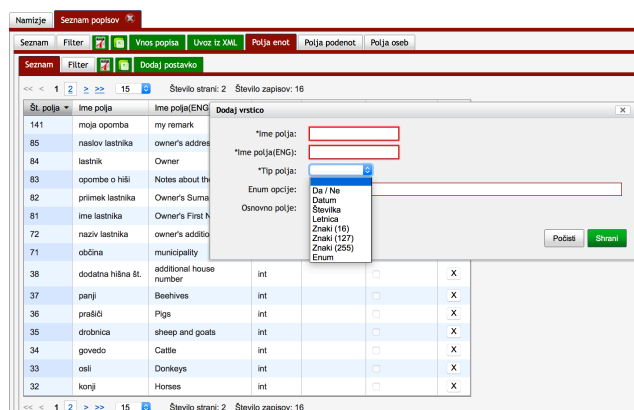 Namizje Seznam popisov
Seznam Filter Vnos popisa Uvoz iz XML Polja enot Polja podenot Polja oseb
Seznam Filter Dodaj postavko
<< < 1 2 > >> 15 Število strani: 2 Število zapisov: 16
Št. polja Ime polja Ime polja(ENG
141 moja opomba my remark
85 naslov lastnika owner's addres
84 lastnik Owner
83 opombe o hiši Notes about the
82 priimek lastnika Owner's Surna
81 ime lastnika Owner's First N
72 naziv lastnika owner's additio
71 občina municipality
38 dodatna hišna št. additional house number int X
37 panji Beehives int X
36 prašiči Pigs int X
35 drobnica sheep and goats int X
34 govedo Cattle int X
33 osli Donkeys int X
32 konji Horses int X
<< < 1 2 > >> 15 Število strani: 2 Število zapisov: 16
Dodaj vrstico
*Ime polja:
*Ime polja(ENG):
*Tip polja:
Enum opcije:
Osnovno polje:
Da / Ne
Datum
Številka
Letnica
Znaki (16)
Znaki (127)
Znaki (255)
Enum
Počisti Shrani